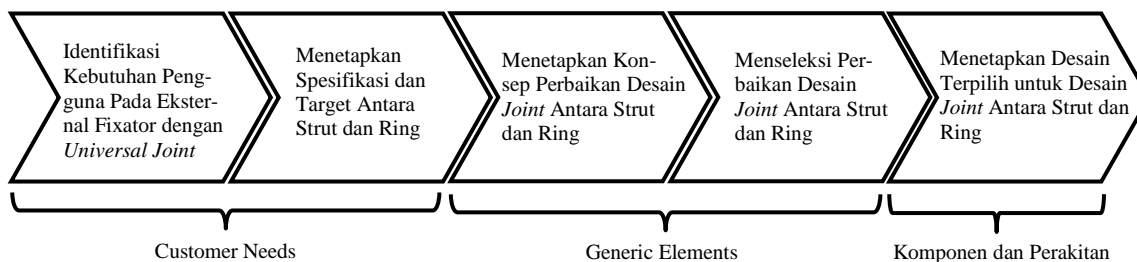 Identifikasi
Kebutuhan Peng-
guna Pada Ekster-
nal Fixator dengan
Universal Joint
Menetapkan
Spesifikasi dan
Target Antara
Strut dan Ring
Menetapkan Kon-
sep Perbaikan Desain
Joint Antara Strut
dan Ring
Menseleksi Per-
baikan Desain
Joint Antara Strut
dan Ring
Menetapkan Desain
Terpilih untuk Desain
Joint Antara Strut dan
Ring
Customer Needs
Generic Elements
Komponen dan Perakitan